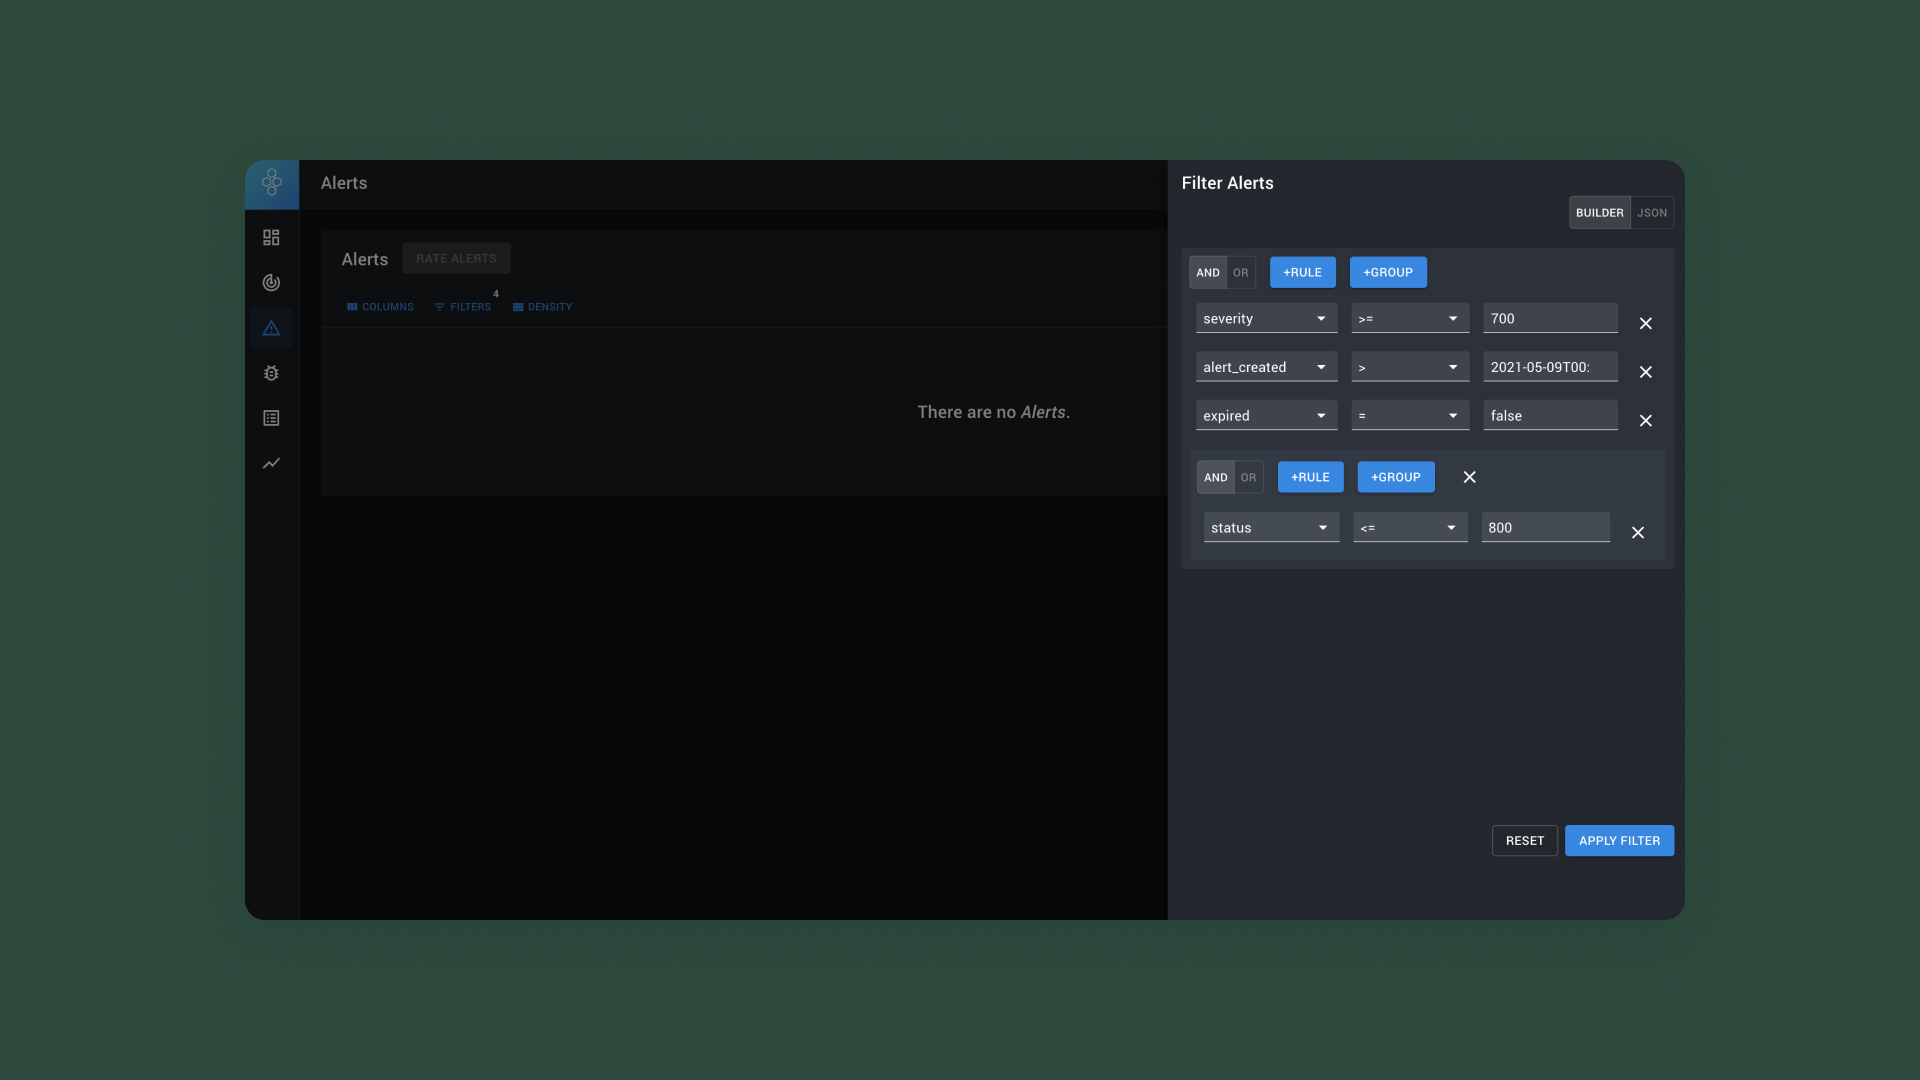 Alerts
Alerts
RATE ALERTS
COLUMNS
FILTERS
4
DENSITY
There are no Alerts.
Filter Alerts
BUILDER JSON
AND OR +RULE +GROUP
severity >= 700
alert_created > 2021-05-09T00:
expired = false
AND OR +RULE +GROUP
status <= 800
RESET APPLY FILTER